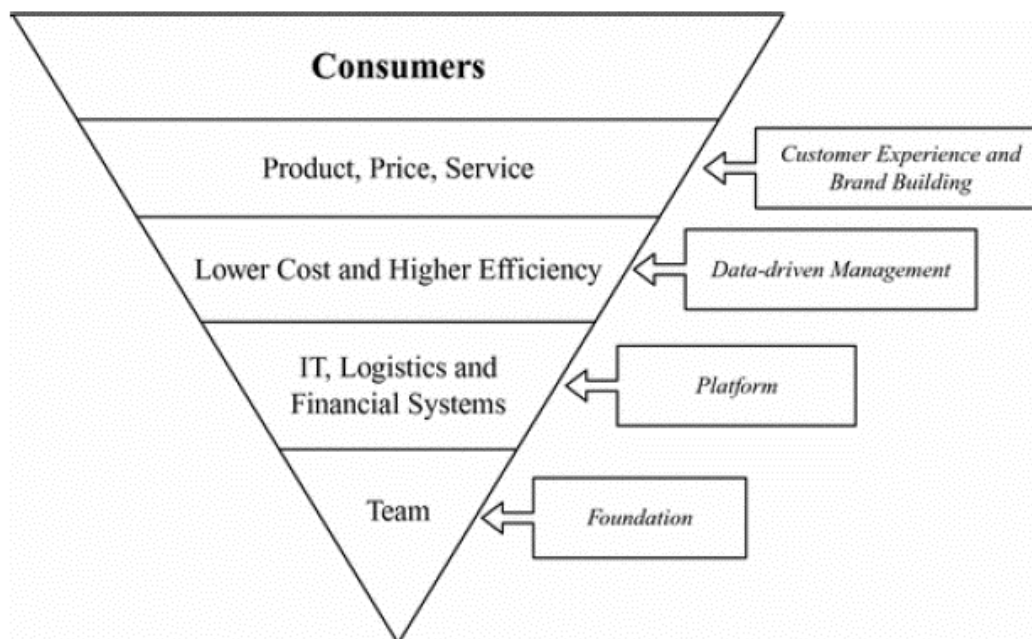 Consumers
Product, Price, Service
Customer Experience and
Brand Building
Lower Cost and Higher Efficiency
Data-driven Management
IT, Logistics and
Financial Systems
Platform
Team
Foundation